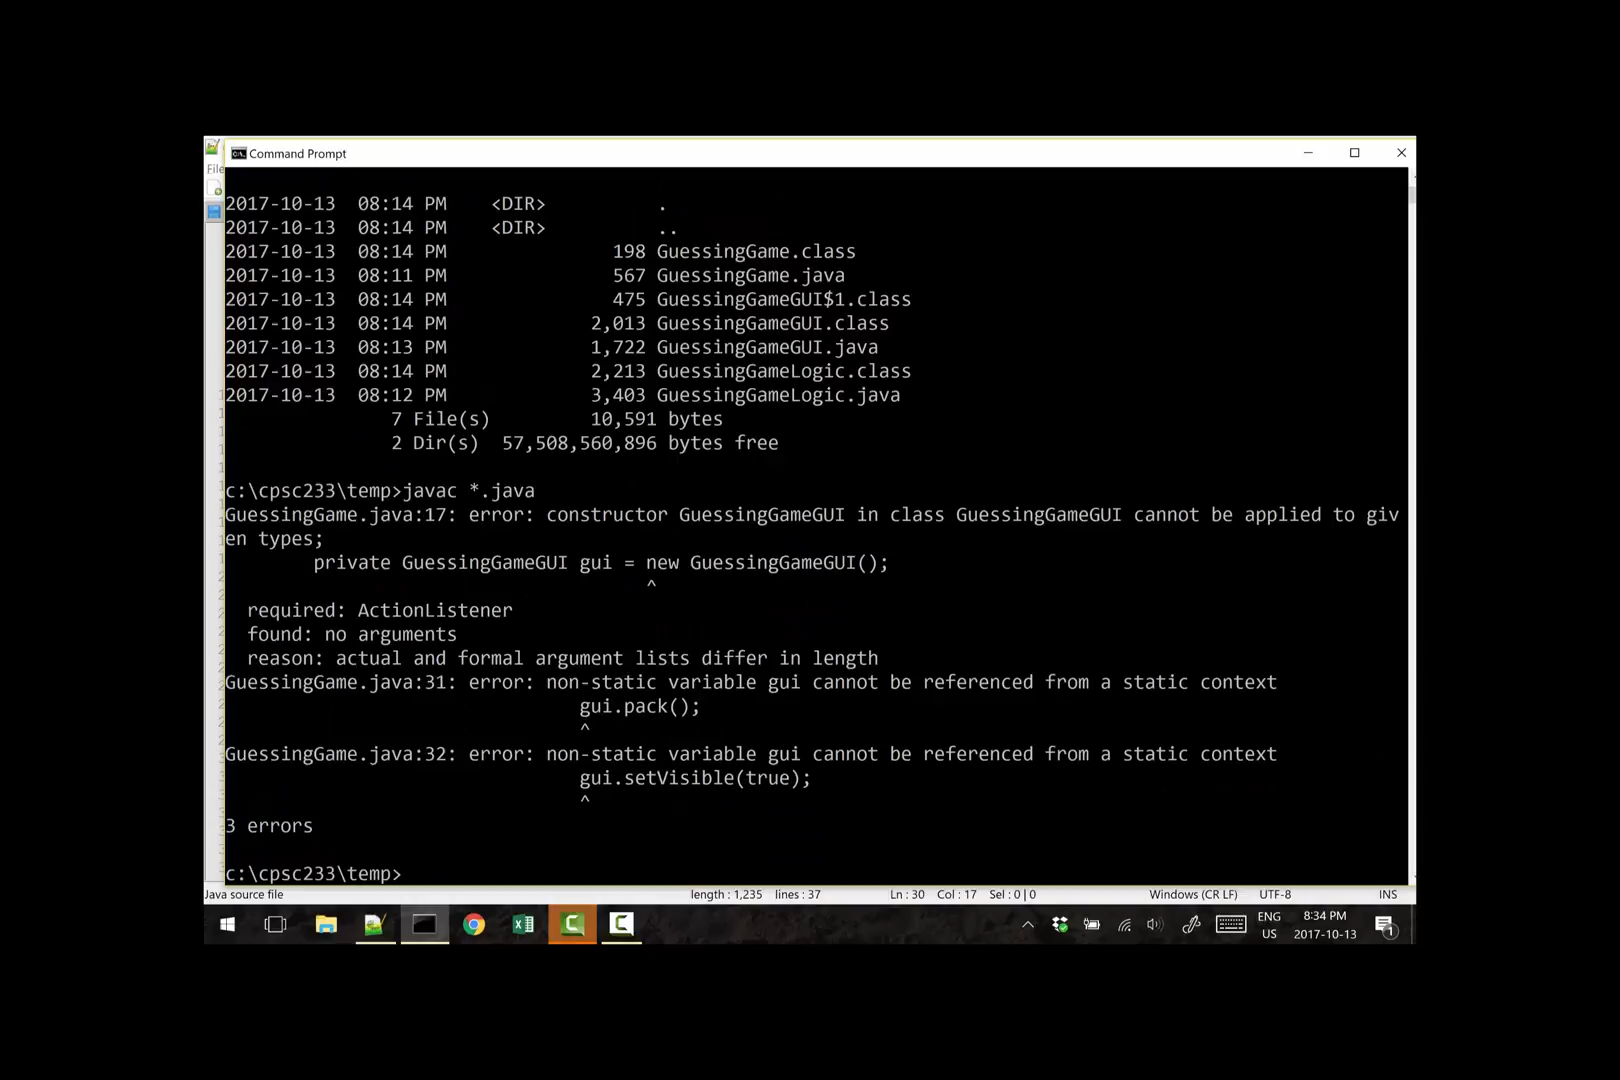 Command Prompt
File
2017-10-13  08:14 PM    <DIR>          .
2017-10-13  08:14 PM    <DIR>          ..
2017-10-13  08:14 PM               198 GuessingGame.class
2017-10-13  08:11 PM               567 GuessingGame.java
2017-10-13  08:14 PM               475 GuessingGameGUI$1.class
2017-10-13  08:14 PM             2,013 GuessingGameGUI.class
2017-10-13  08:13 PM             1,722 GuessingGameGUI.java
2017-10-13  08:14 PM             2,213 GuessingGameLogic.class
2017-10-13  08:12 PM             3,403 GuessingGameLogic.java
               7 File(s)         10,591 bytes
               2 Dir(s)  57,508,560,896 bytes free
c:\cpsc233\temp>javac *.java
GuessingGame.java:17: error: constructor GuessingGameGUI in class GuessingGameGUI cannot be applied to giv
en types;
        private GuessingGameGUI gui = new GuessingGameGUI();
                                      ^
  required: ActionListener
  found: no arguments
  reason: actual and formal argument lists differ in length
GuessingGame.java:31: error: non-static variable gui cannot be referenced from a static context
                                gui.pack();
                                ^
GuessingGame.java:32: error: non-static variable gui cannot be referenced from a static context
                                gui.setVisible(true);
                                ^
3 errors
c:\cpsc233\temp>
Java source file length : 1,235 lines : 37 Ln : 30 Col : 17 Sel : 0 | 0 Windows (CR LF) UTF-8 INS
ENG 8:34 PM
US 2017-10-13 1